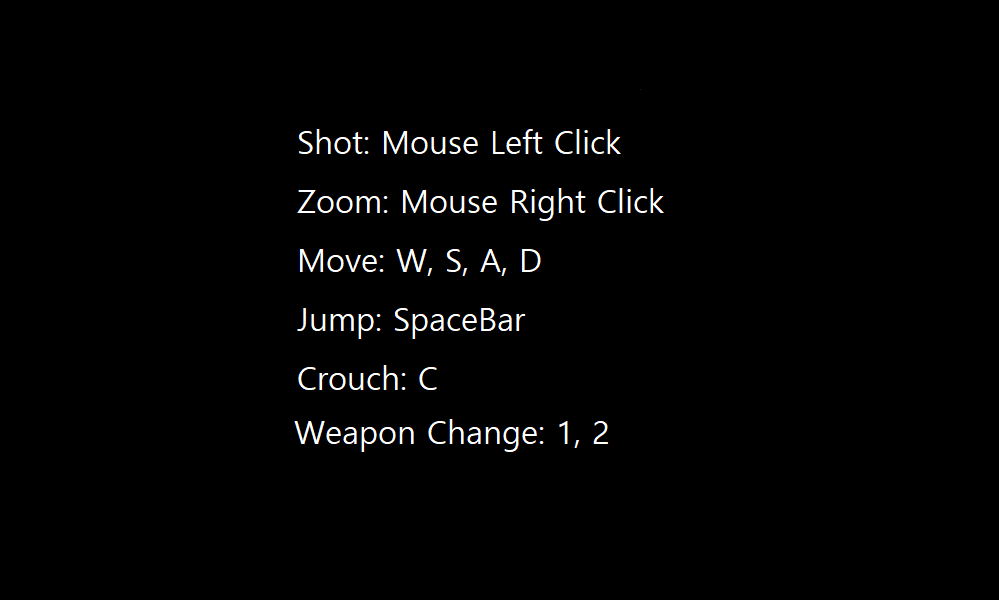 Shot: Mouse Left Click
Zoom: Mouse Right Click
Move: W, S, A, D
Jump: SpaceBar
Crouch: C
Weapon Change: 1, 2